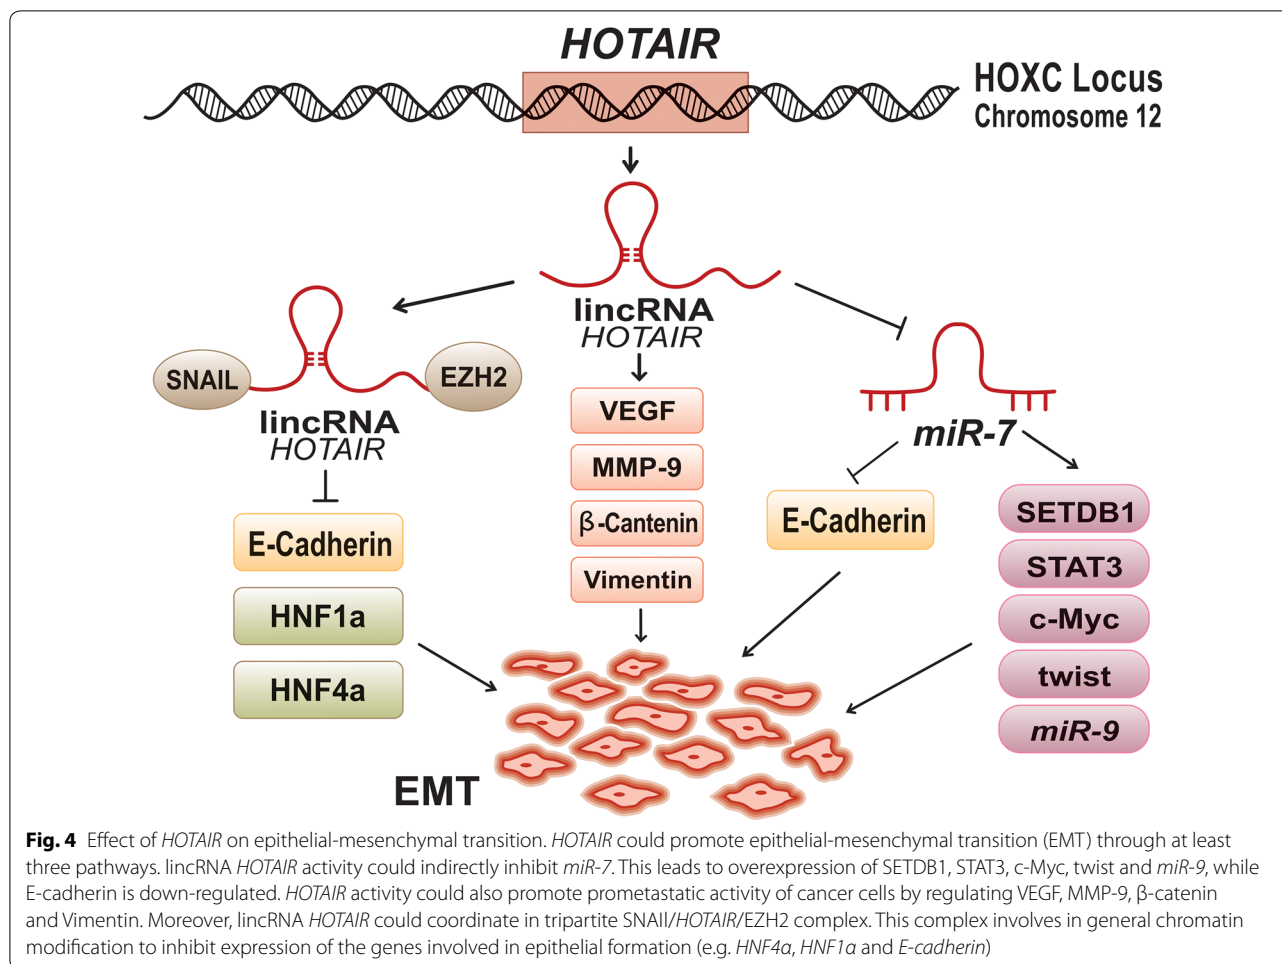 HOTAIR
HOXC Locus
Chromosome 12
lincRNA
HOTAIR
SNAIL
EZH2
lincRNA
HOTAIR
VEGF
MMP-9
β-Cantenin
Vimentin
miR-7
E-Cadherin
HNF1a
HNF4a
E-Cadherin
SETDB1
STAT3
c-Myc
twist
miR-9
EMT
Fig. 4 Effect of HOTAIR on epithelial-mesenchymal transition. HOTAIR could promote epithelial-mesenchymal transition (EMT) through at least
three pathways. lincRNA HOTAIR activity could indirectly inhibit miR-7. This leads to overexpression of SETDB1, STAT3, c-Myc, twist and miR-9, while
E-cadherin is down-regulated. HOTAIR activity could also promote prometastatic activity of cancer cells by regulating VEGF, MMP-9, β-catenin
and Vimentin. Moreover, lincRNA HOTAIR could coordinate in tripartite SNAIl/HOTAIR/EZH2 complex. This complex involves in general chromatin
modification to inhibit expression of the genes involved in epithelial formation (e.g. HNF4α, HNF1α and E-cadherin)